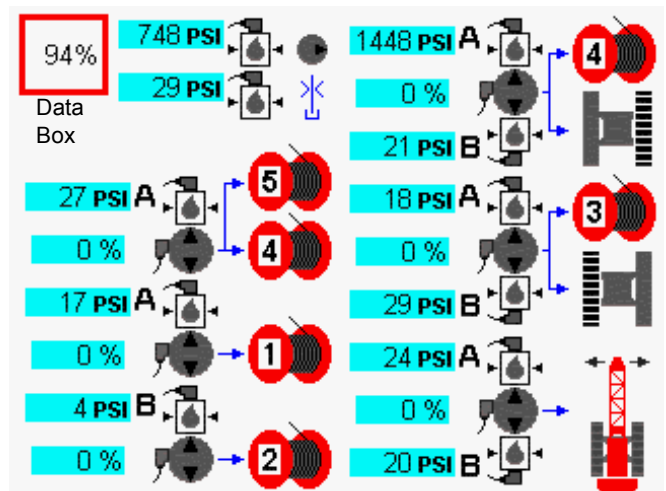 94%
Data
Box
748 PSI
29 PSI
27 PSI A
5
0 %
4
17 PSI A
0 %
1
4 PSI B
0 %
2
1448 PSI A
4
0 %
21 PSI B
18 PSI A
3
0 %
29 PSI B
24 PSI A
0 %
20 PSI B